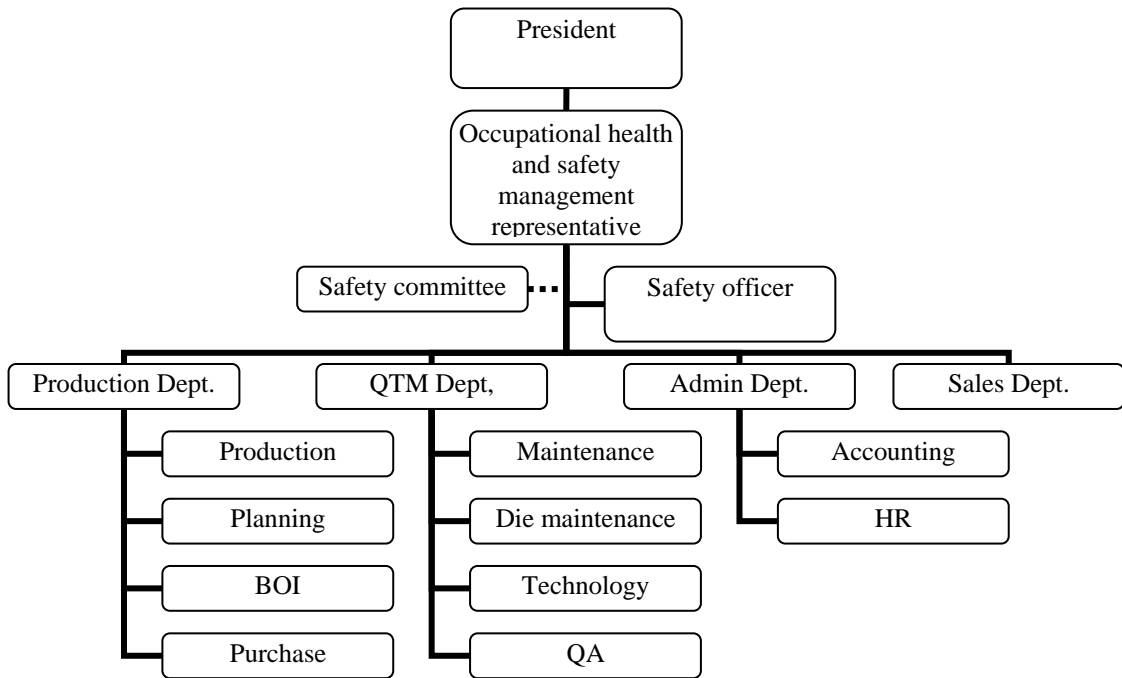 President
Occupational health
and safety
management
representative
Safety committee
Safety officer
Production Dept.
QTM Dept,
Admin Dept.
Sales Dept.
Production
Maintenance
Accounting
Planning
Die maintenance
HR
BOI
Technology
Purchase
QA